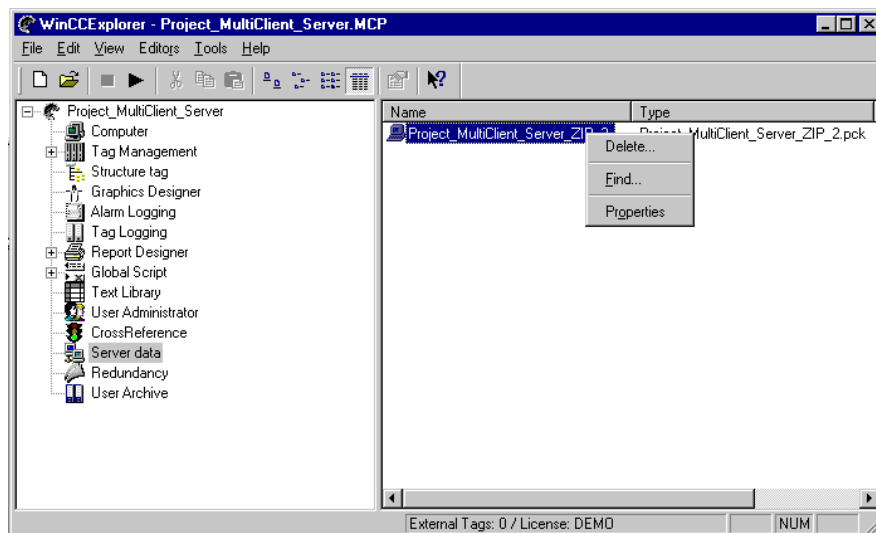 WinCCExplorer - Project_MultiClient_Server.MCP
File Edit View Editors Tools Help
Project_MultiClient_Server
Computer
Tag Management
Structure tag
Graphics Designer
Alarm Logging
Tag Logging
Report Designer
Global Script
Text Library
User Administrator
CrossReference
Server data
Redundancy
User Archive
Name Type
Project_MultiClient_Server_ZIP_2 Project_MultiClient_Server_ZIP_2.pck
Delete...
Find...
Properties
External Tags: 0 / License: DEMO NUM